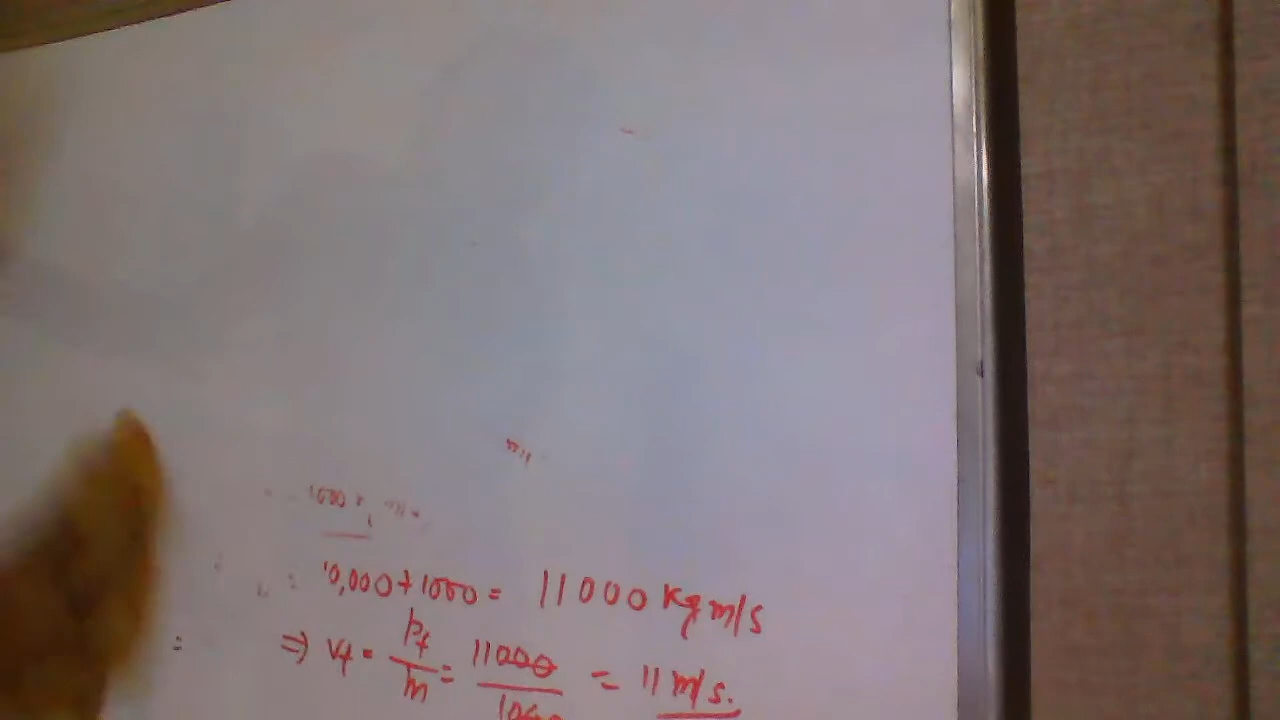 10,000 + 1000 = 11000 Kg m/s
⇒ vf = pf/m = 11000/1000 = 11 m/s.